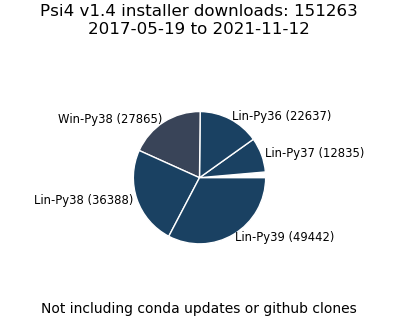 Psi4 v1.4 installer downloads: 151263
2017-05-19 to 2021-11-12
Win-Py38 (27865)
Lin-Py36 (22637)
Lin-Py37 (12835)
Lin-Py38 (36388)
Lin-Py39 (49442)
Not including conda updates or github clones